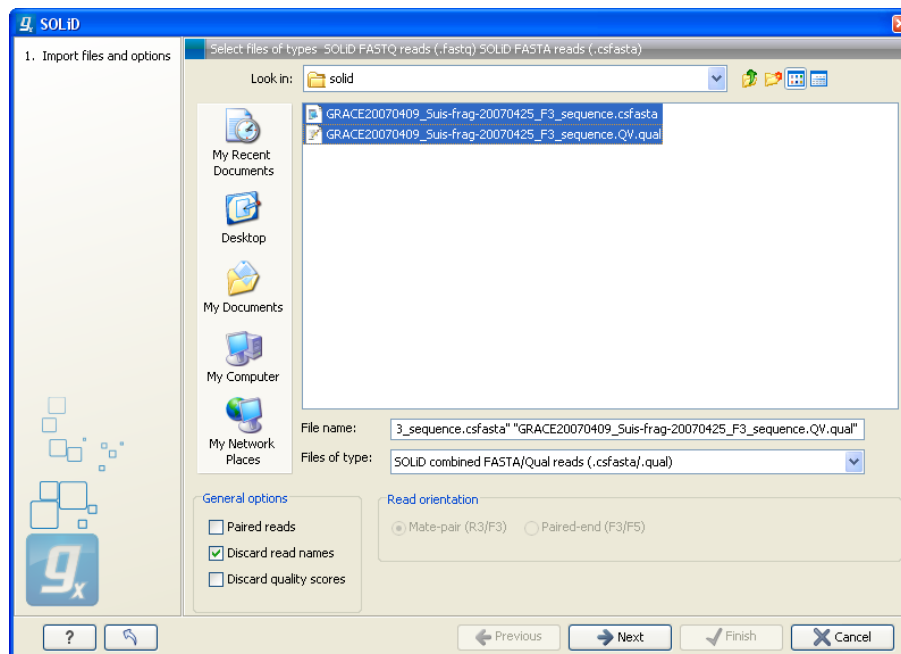 SOLiD
1. Import files and options
Select files of types SOLiD FASTQ reads (.fastq) SOLiD FASTA reads (.csfasta)
Look in:
solid
My Recent
Documents
Desktop
My Documents
My Computer
My Network
Places
GRACE20070409_Suis-frag-20070425_F3_sequence.csfasta
GRACE20070409_Suis-frag-20070425_F3_sequence.QV.qual
File name:
3_sequence.csfasta" "GRACE20070409_Suis-frag-20070425_F3_sequence.QV.qual"
Files of type:
SOLiD combined FASTA/Qual reads (.csfasta/.qual)
General options
Paired reads
Discard read names
Discard quality scores
Read orientation
Mate-pair (R3/F3)
Paired-end (F3/F5)
gx
?
Previous
Next
Finish
Cancel